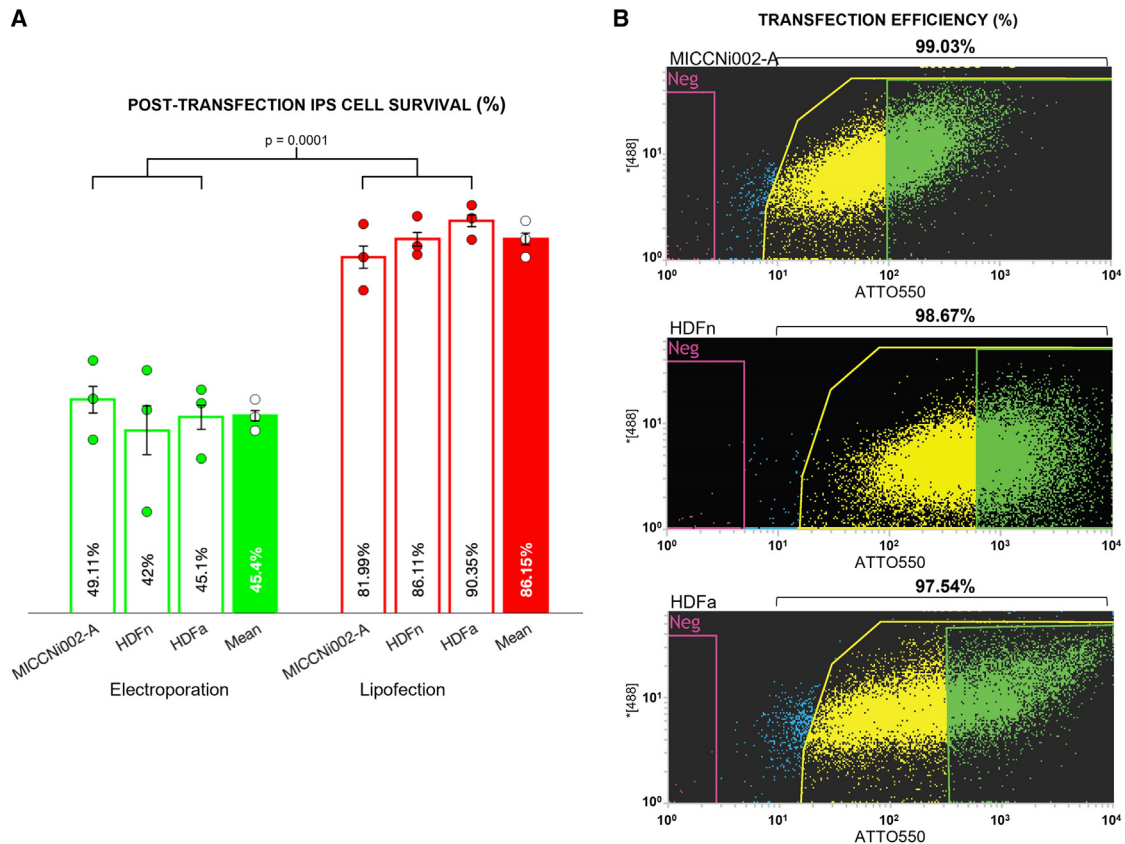 A
POST-TRANSFECTION IPS CELL SURVIVAL (%)
p = 0.0001
49.11%
42%
45.1%
45.4%
81.99%
86.11%
90.35%
86.15%
MICCNi002-A
HDFn
HDFa
Mean
MICCNi002-A
HDFn
HDFa
Mean
Electroporation
Lipofection
B
TRANSFECTION EFFICIENCY (%)
99.03%
MICCNi002-A
Neg
*[488]
10¹
10⁰
10⁰ 10¹ 10² 10³ 10⁴
ATTO550
98.67%
HDFn
Neg
*[488]
10¹
10⁰
10⁰ 10¹ 10² 10³ 10⁴
ATTO550
97.54%
HDFa
Neg
*[488]
10¹
10⁰
10⁰ 10¹ 10² 10³ 10⁴
ATTO550